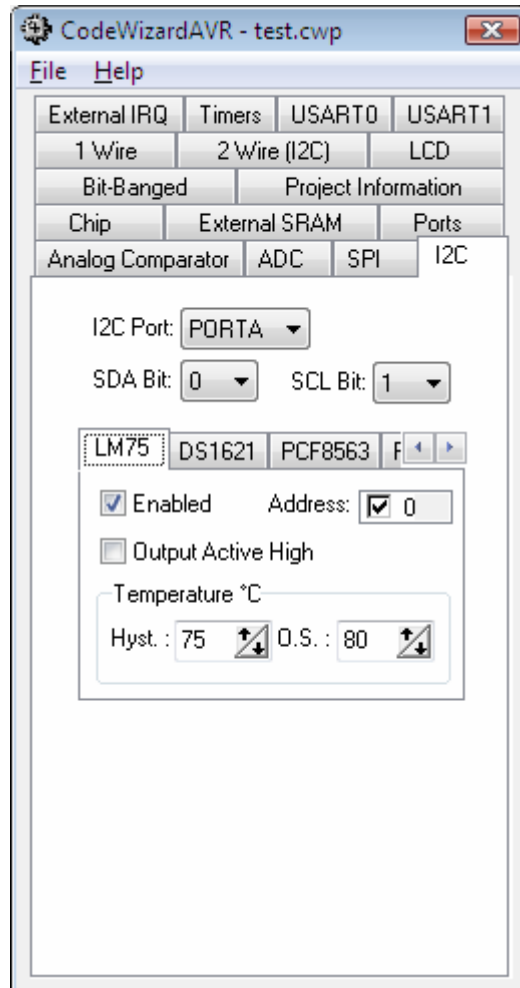 CodeWizardAVR - test.cwp
File Help
External IRQ Timers USART0 USART1
1 Wire 2 Wire (I2C) LCD
Bit-Banged Project Information
Chip External SRAM Ports
Analog Comparator ADC SPI I2C
I2C Port: PORTA
SDA Bit: 0 SCL Bit: 1
LM75 DS1621 PCF8563
Enabled Address: 0
Output Active High
Temperature °C
Hyst. : 75 O.S. : 80